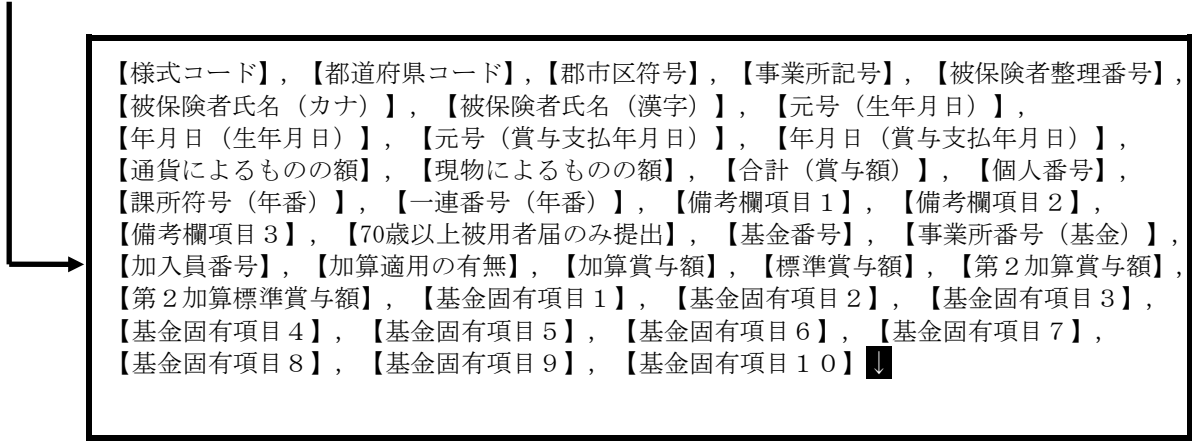 【様式コード】，【都道府県コード】，【郡市区符号】，【事業所記号】，【被保険者整理番号】，
【被保険者氏名（カナ）】，【被保険者氏名（漢字）】，【元号（生年月日）】，
【年月日（生年月日）】，【元号（賞与支払年月日）】，【年月日（賞与支払年月日）】，
【通貨によるものの額】，【現物によるものの額】，【合計（賞与額）】，【個人番号】，
【課所符号（年番）】，【一連番号（年番）】，【備考欄項目１】，【備考欄項目２】，
【備考欄項目３】，【70歳以上被用者届のみ提出】，【基金番号】，【事業所番号（基金）】，
【加入員番号】，【加算適用の有無】，【加算賞与額】，【標準賞与額】，【第２加算賞与額】，
【第２加算標準賞与額】，【基金固有項目１】，【基金固有項目２】，【基金固有項目３】，
【基金固有項目４】，【基金固有項目５】，【基金固有項目６】，【基金固有項目７】，
【基金固有項目８】，【基金固有項目９】，【基金固有項目１０】↓